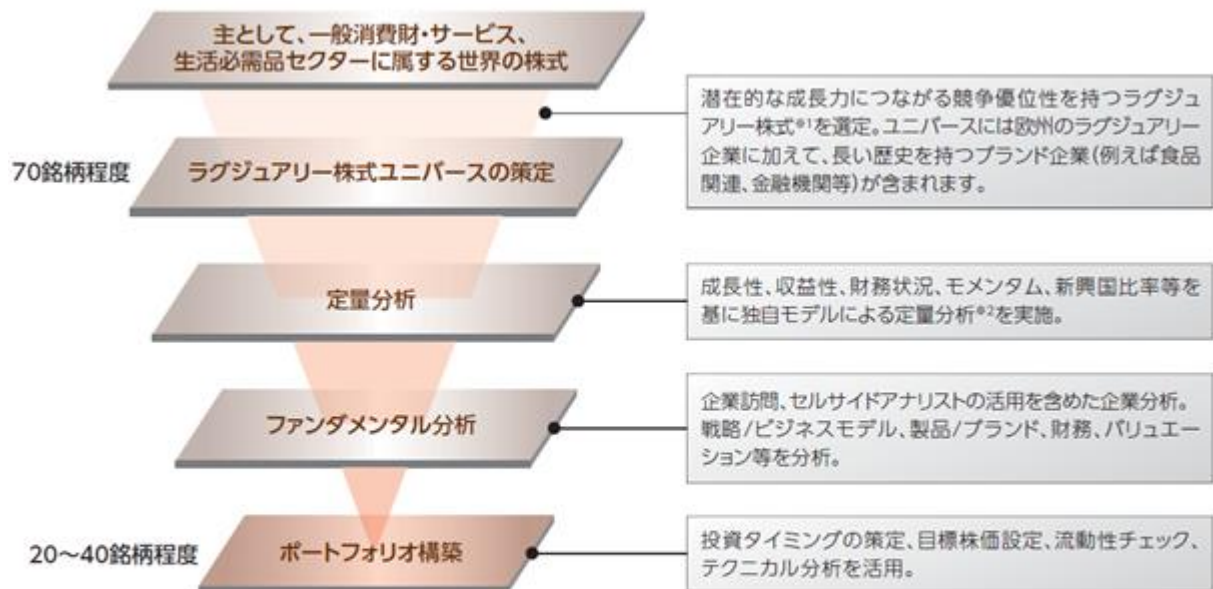 主として、一般消費財・サービス、
生活必需品セクターに属する世界の株式
潜在的な成長力につながる競争優位性を持つラグジュ
アリー株式※1を選定。ユニバースには欧州のラグジュアリー
企業に加えて、長い歴史を持つブランド企業(例えば食品
関連、金融機関等)が含まれます。
70銘柄程度
ラグジュアリー株式ユニバースの策定
定量分析
成長性、収益性、財務状況、モメンタム、新興国比率等を
基に独自モデルによる定量分析※2を実施。
ファンダメンタル分析
企業訪問、セルサイドアナリストの活用を含めた企業分析。
戦略/ビジネスモデル、製品/ブランド、財務、バリュエー
ション等を分析。
20〜40銘柄程度
ポートフォリオ構築
投資タイミングの策定、目標株価設定、流動性チェック、
テクニカル分析を活用。